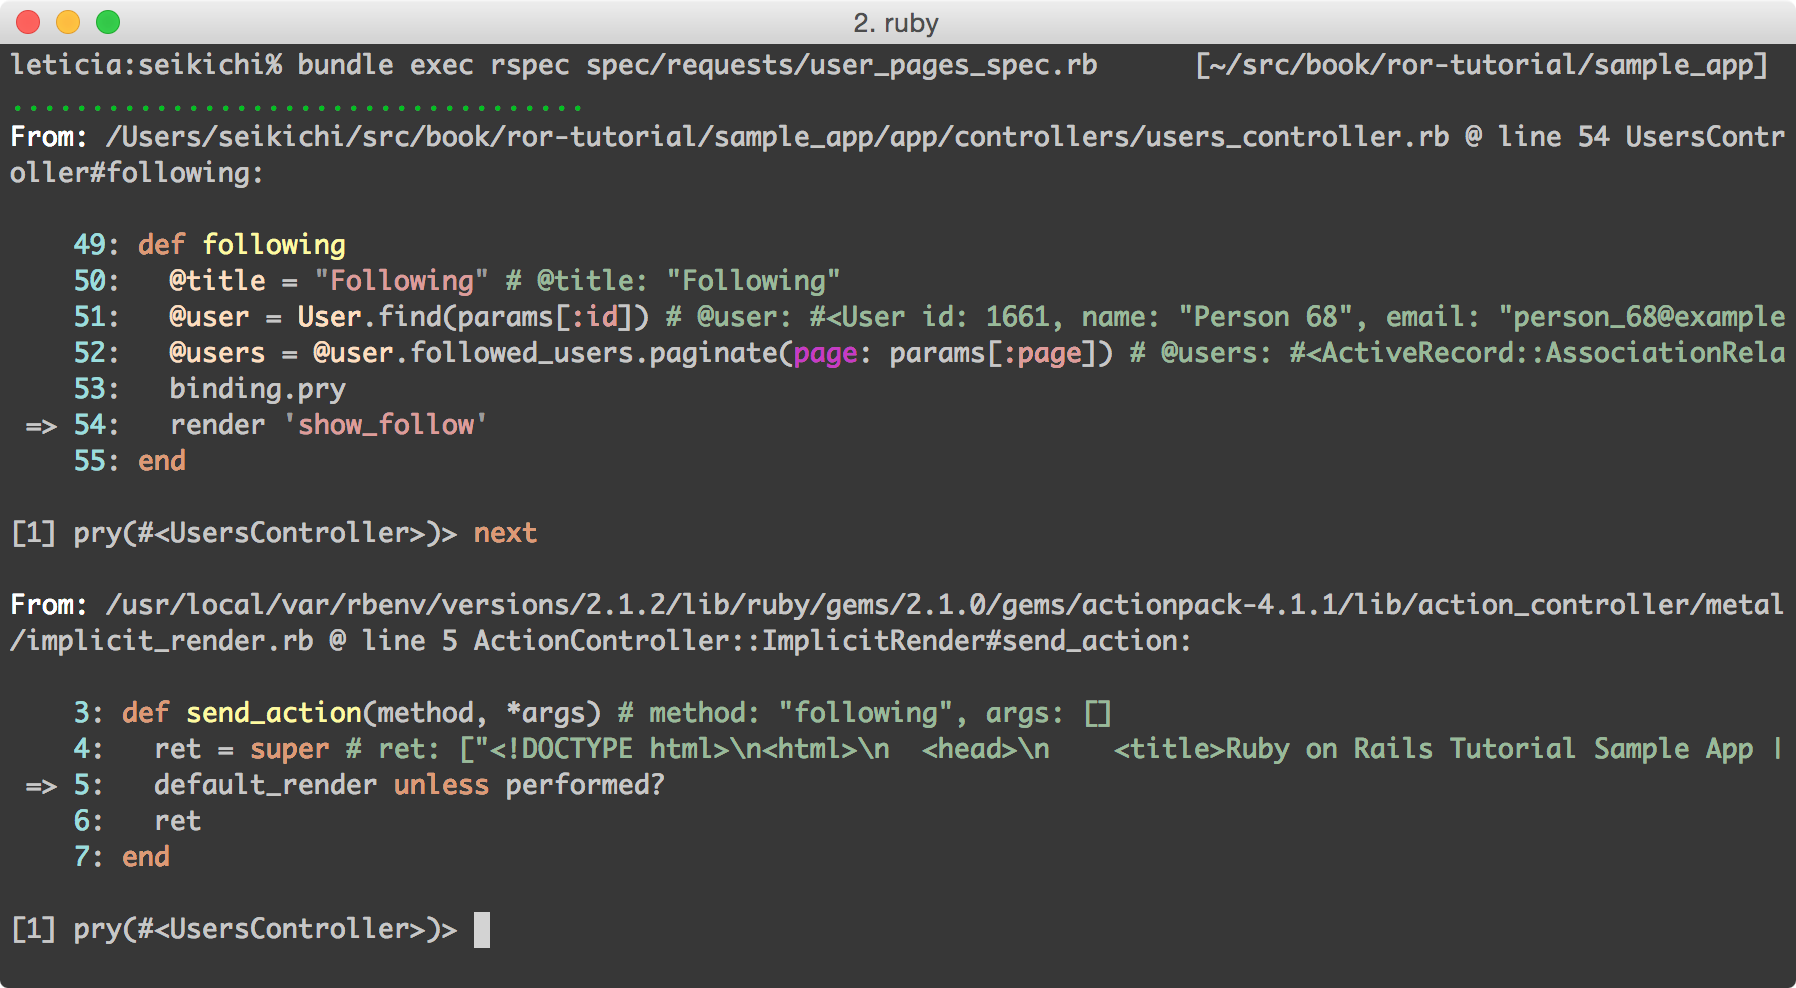 2. ruby
leticia:seikichi% bundle exec rspec spec/requests/user_pages_spec.rb      [~/src/book/ror-tutorial/sample_app]
....................................
From: /Users/seikichi/src/book/ror-tutorial/sample_app/app/controllers/users_controller.rb @ line 54 UsersContr
oller#following:
    49: def following
    50:   @title = "Following" # @title: "Following"
    51:   @user = User.find(params[:id]) # @user: #<User id: 1661, name: "Person 68", email: "person_68@example
    52:   @users = @user.followed_users.paginate(page: params[:page]) # @users: #<ActiveRecord::AssociationRela
    53:   binding.pry
 => 54:   render 'show_follow'
    55: end
[1] pry(#<UsersController>)> next
From: /usr/local/var/rbenv/versions/2.1.2/lib/ruby/gems/2.1.0/gems/actionpack-4.1.1/lib/action_controller/metal
/implicit_render.rb @ line 5 ActionController::ImplicitRender#send_action:
    3: def send_action(method, *args) # method: "following", args: []
    4:   ret = super # ret: ["<!DOCTYPE html>\n<html>\n  <head>\n    <title>Ruby on Rails Tutorial Sample App |
 => 5:   default_render unless performed?
    6:   ret
    7: end
[1] pry(#<UsersController>)>